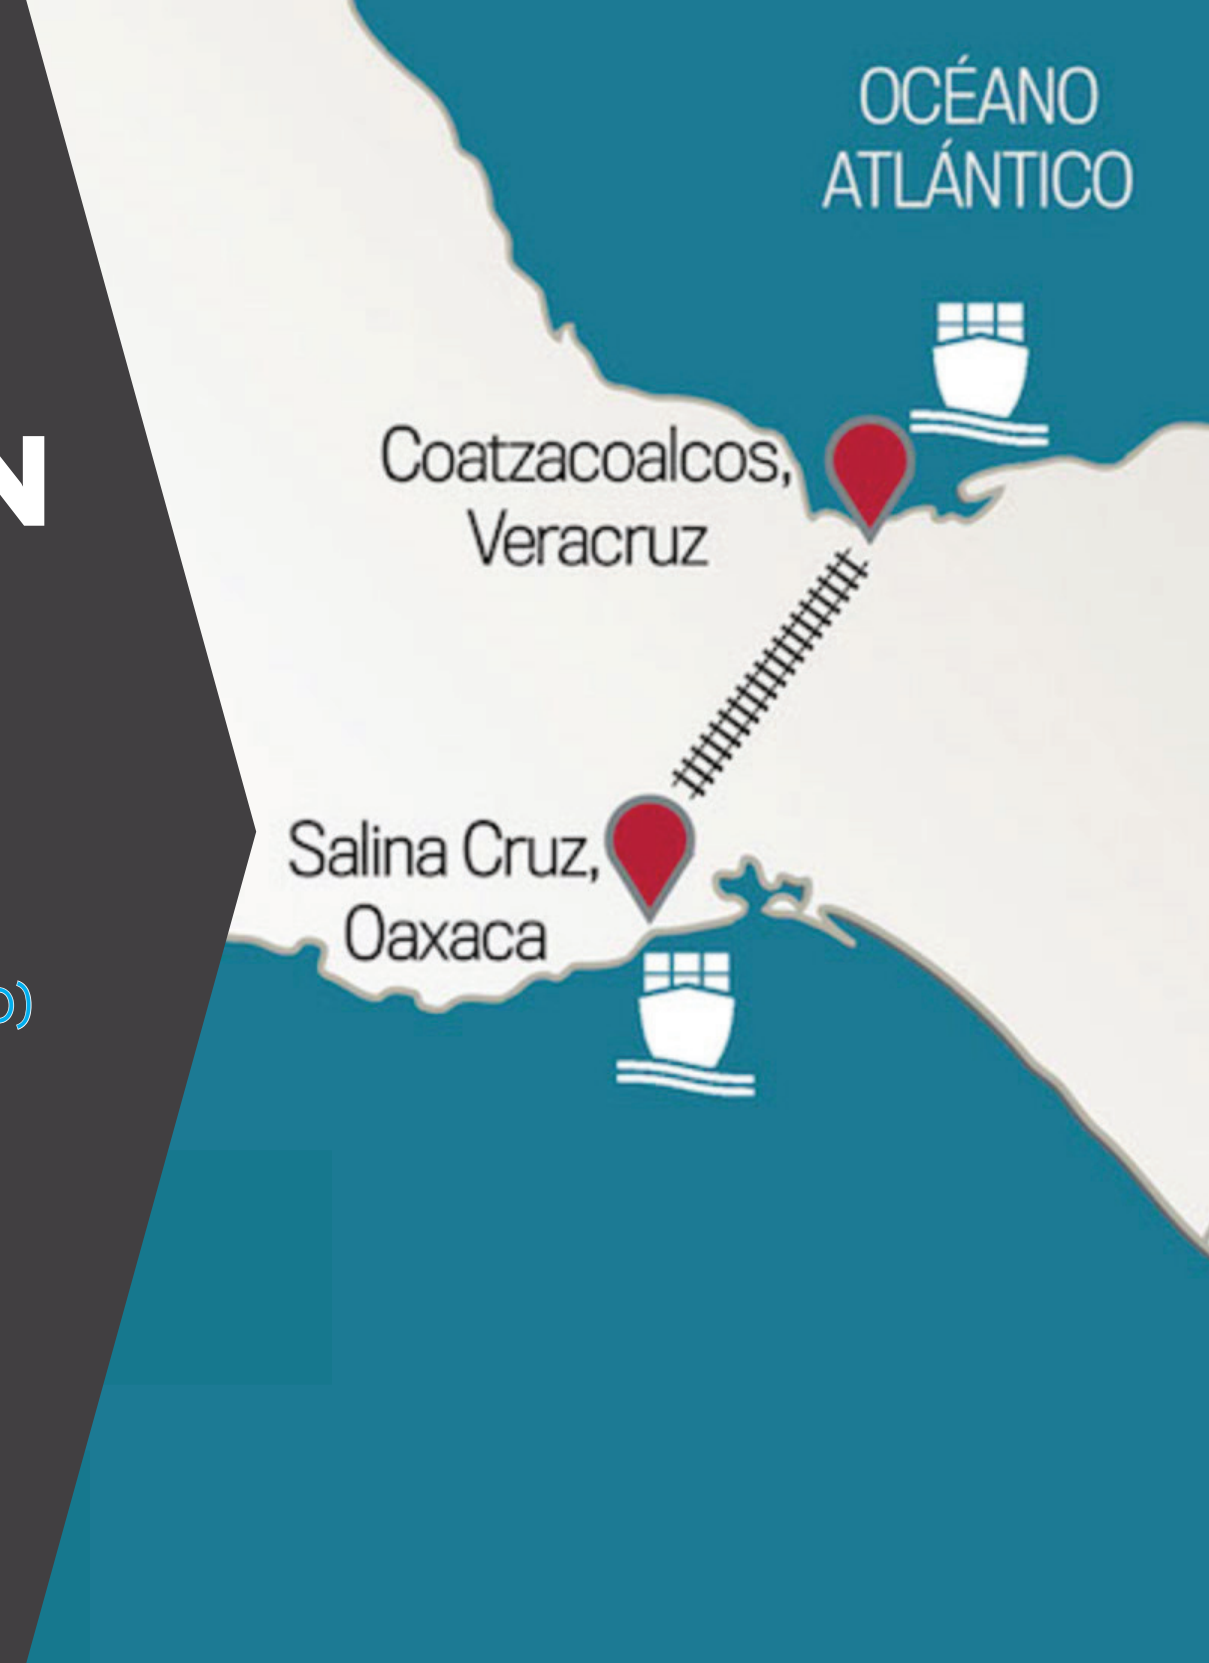 OCÉANO
ATLÁNTICO
Coatzacoalcos,
Veracruz
N
Salina Cruz,
Oaxaca